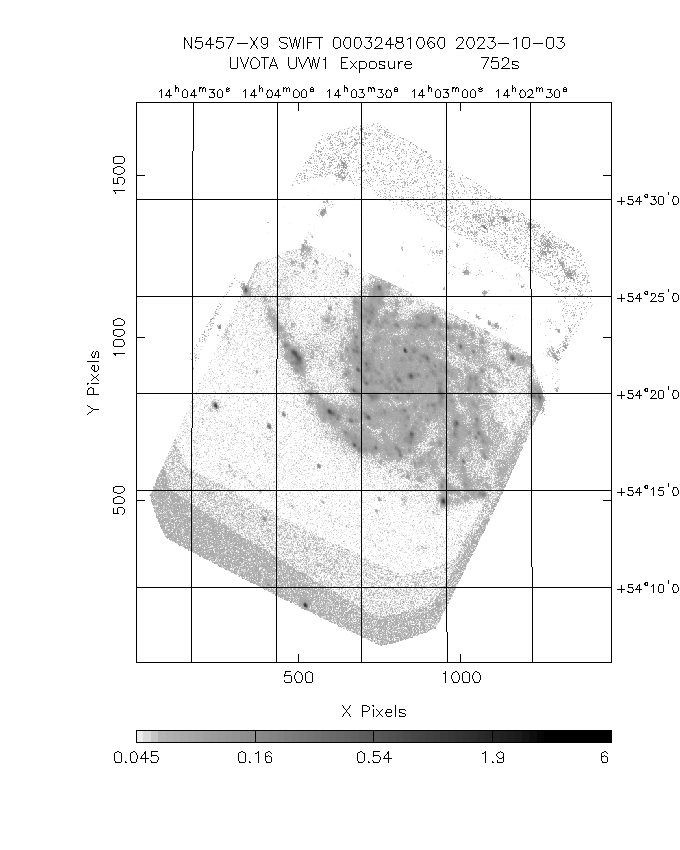 N5457-X9 SWIFT 00032481060 2023-10-03
UVOTA UVW1 Exposure 752s
14ʰ04ᵐ30ˢ 14ʰ04ᵐ00ˢ 14ʰ03ᵐ30ˢ 14ʰ03ᵐ00ˢ 14ʰ02ᵐ30ˢ
1500
+54°30'0
+54°25'0
1000
Y Pixels
+54°20'0
500
+54°15'0
+54°10'0
500 1000
X Pixels
0.045 0.16 0.54 1.9 6